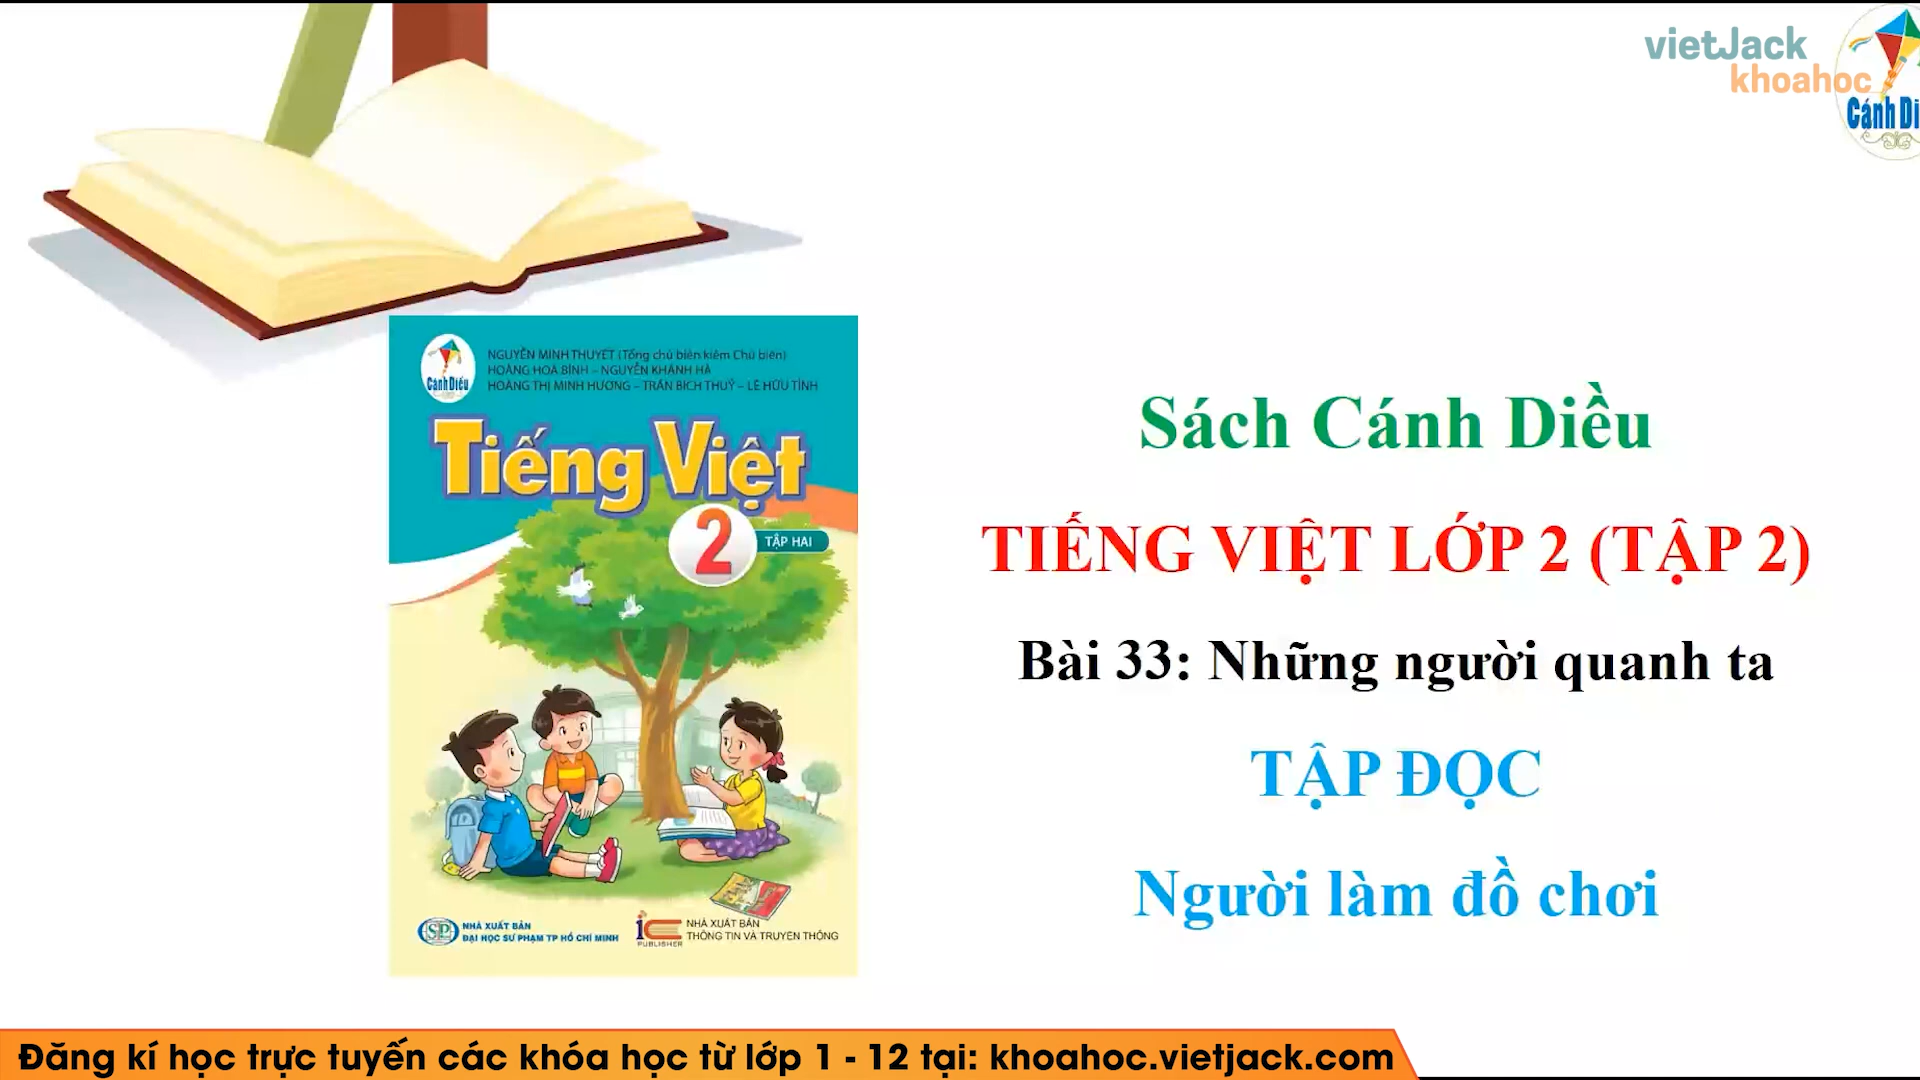 vietJack
khoahoc
Cánh Di
NGUYỄN MINH THUYẾT (Tổng chủ biên kiêm Chủ biên)
HOÀNG HOÀ BÌNH – NGUYỄN KHÁNH HÀ
HOÀNG THỊ MINH HƯƠNG – TRẦN BÍCH THUỶ – LÊ HỮU TỈNH
Cánh Diều
Tiếng Việt
2
TẬP HAI
NHÀ XUẤT BẢN
ĐẠI HỌC SƯ PHẠM TP HỒ CHÍ MINH
PUBLISHER
NHÀ XUẤT BẢN
THÔNG TIN VÀ TRUYỀN THÔNG
Sách Cánh Diều
TIẾNG VIỆT LỚP 2 (TẬP 2)
Bài 33: Những người quanh ta
TẬP ĐỌC
Người làm đồ chơi
Đăng kí học trực tuyến các khóa học từ lớp 1 - 12 tại: khoahoc.vietjack.com